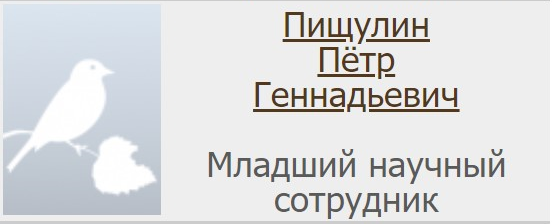 Пищулин
Пётр
Геннадьевич
Младший научный
сотрудник